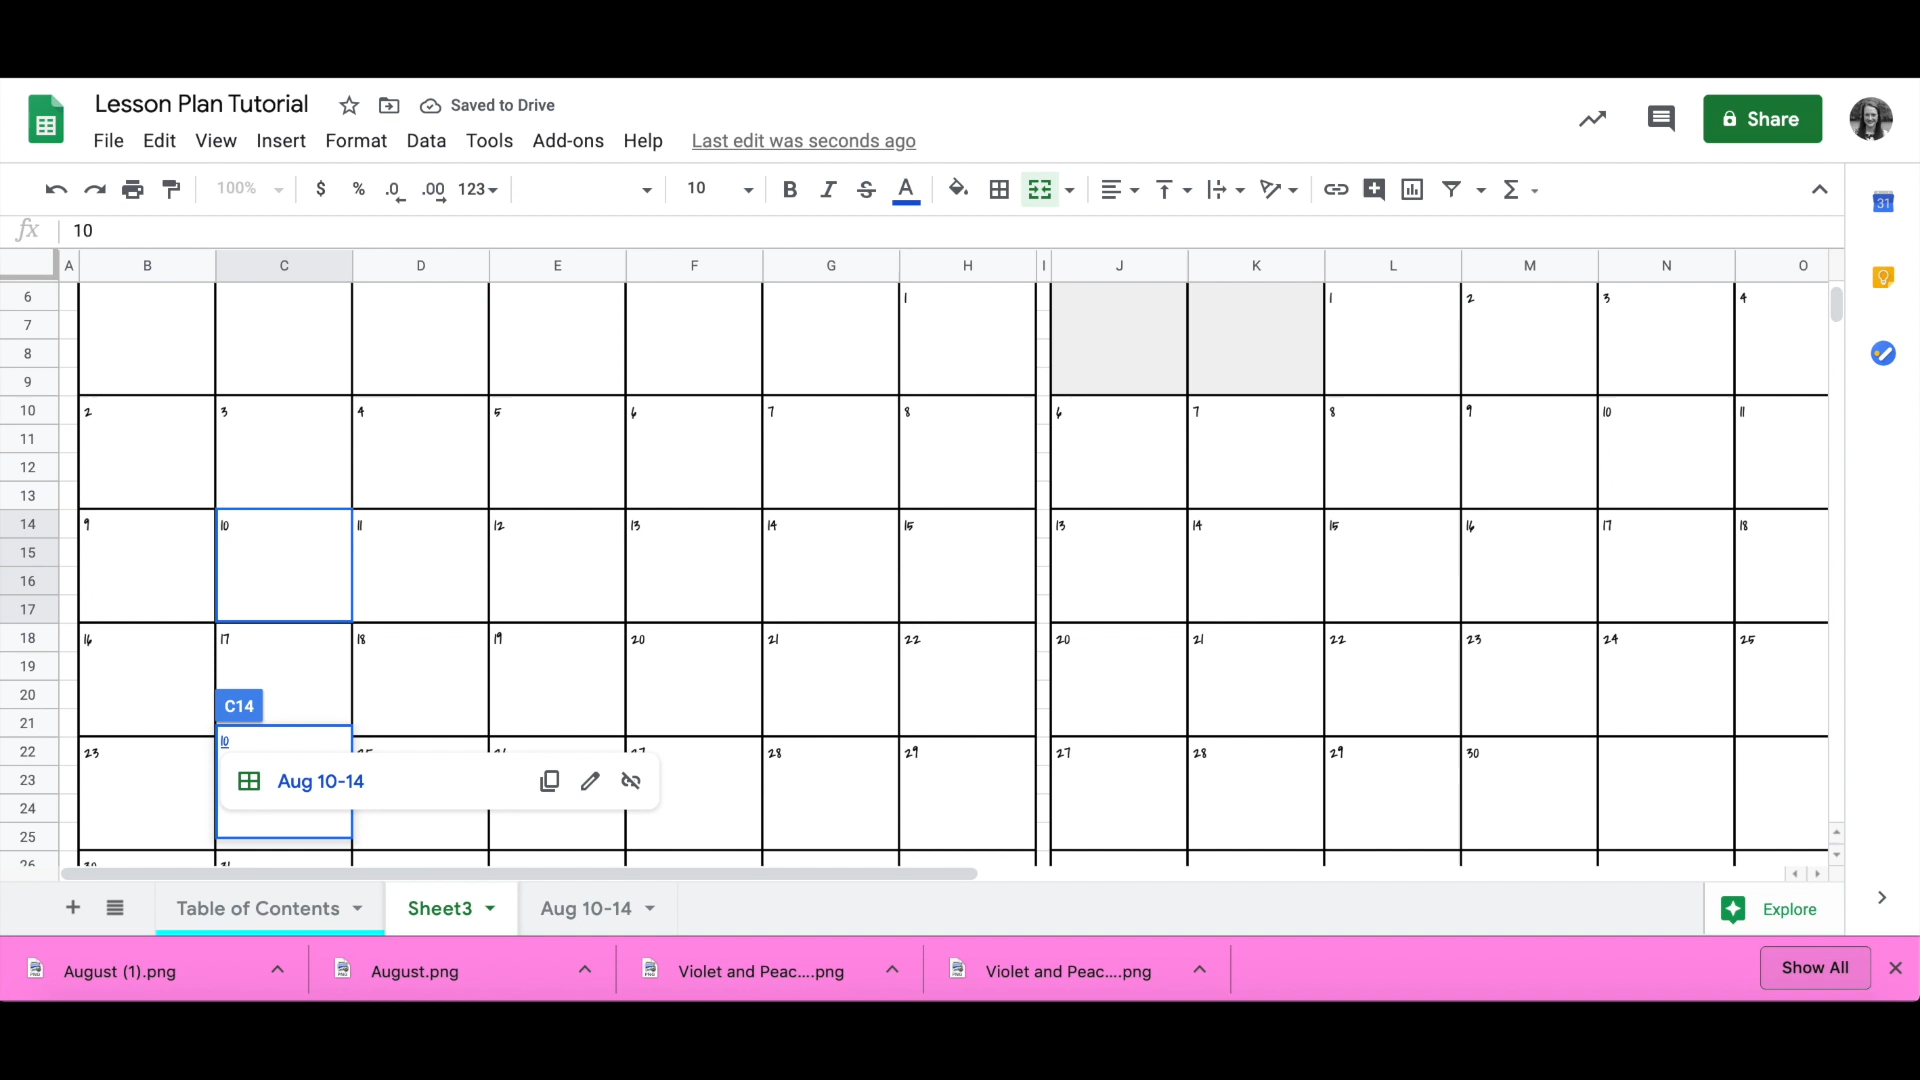 Lesson Plan Tutorial
Saved to Drive
File Edit View Insert Format Data Tools Add-ons Help Last edit was seconds ago
Share
100% $ % .0 .00 123 10 B I S A
31
fx 10
A B C D E F G H I J K L M N O
6 1 1 2 3 4
7
8
9
10 2 3 4 5 6 7 8 6 7 8 9 10 11
11
12
13
14 9 10 11 12 13 14 15 13 14 15 16 17 18
15
16
17
18 16 17 18 19 20 21 22 20 21 22 23 24 25
19
20
C14
21
10
22 23 28 29 27 28 29 30
23
Aug 10-14
24
25
26 30 31
Table of Contents Sheet3 Aug 10-14 Explore
August (1).png August.png Violet and Peac....png Violet and Peac....png Show All